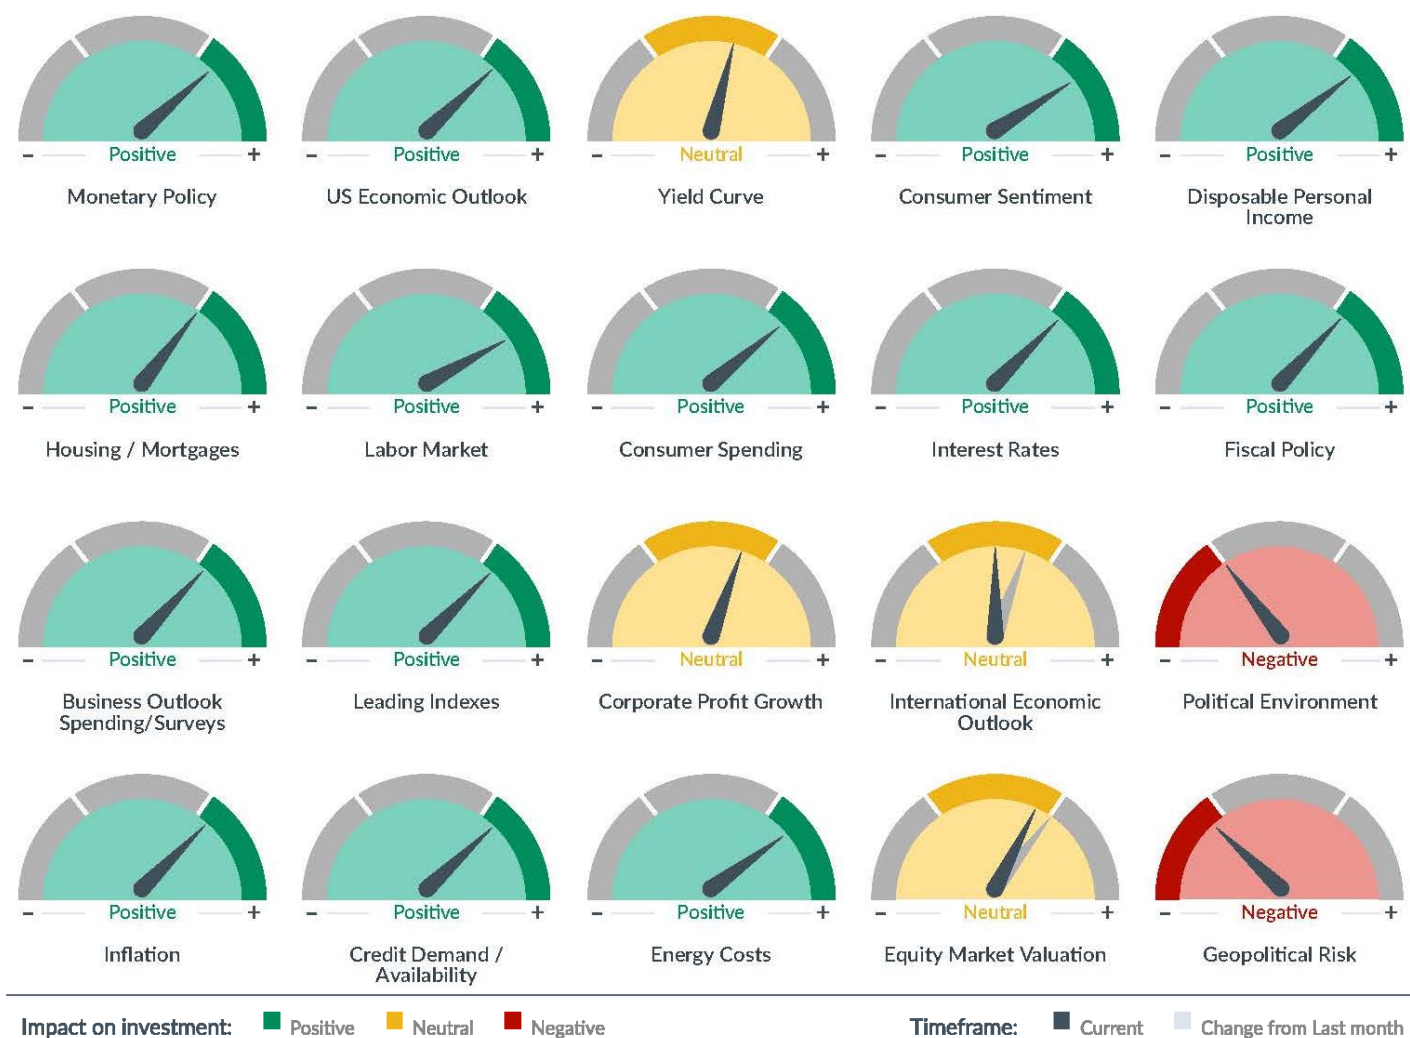 - Positive +
- Positive +
- Neutral +
- Positive +
- Positive +
Monetary Policy
US Economic Outlook
Yield Curve
Consumer Sentiment
Disposable Personal
Income
- Positive +
- Positive +
- Positive +
- Positive +
- Positive +
Housing / Mortgages
Labor Market
Consumer Spending
Interest Rates
Fiscal Policy
- Positive +
- Positive +
- Neutral +
- Neutral +
- Negative +
Business Outlook
Spending/Surveys
Leading Indexes
Corporate Profit Growth
International Economic
Outlook
Political Environment
- Positive +
- Positive +
- Positive +
- Neutral +
- Negative +
Inflation
Credit Demand /
Availability
Energy Costs
Equity Market Valuation
Geopolitical Risk
Impact on investment: Positive Neutral Negative
Timeframe: Current Change from Last month